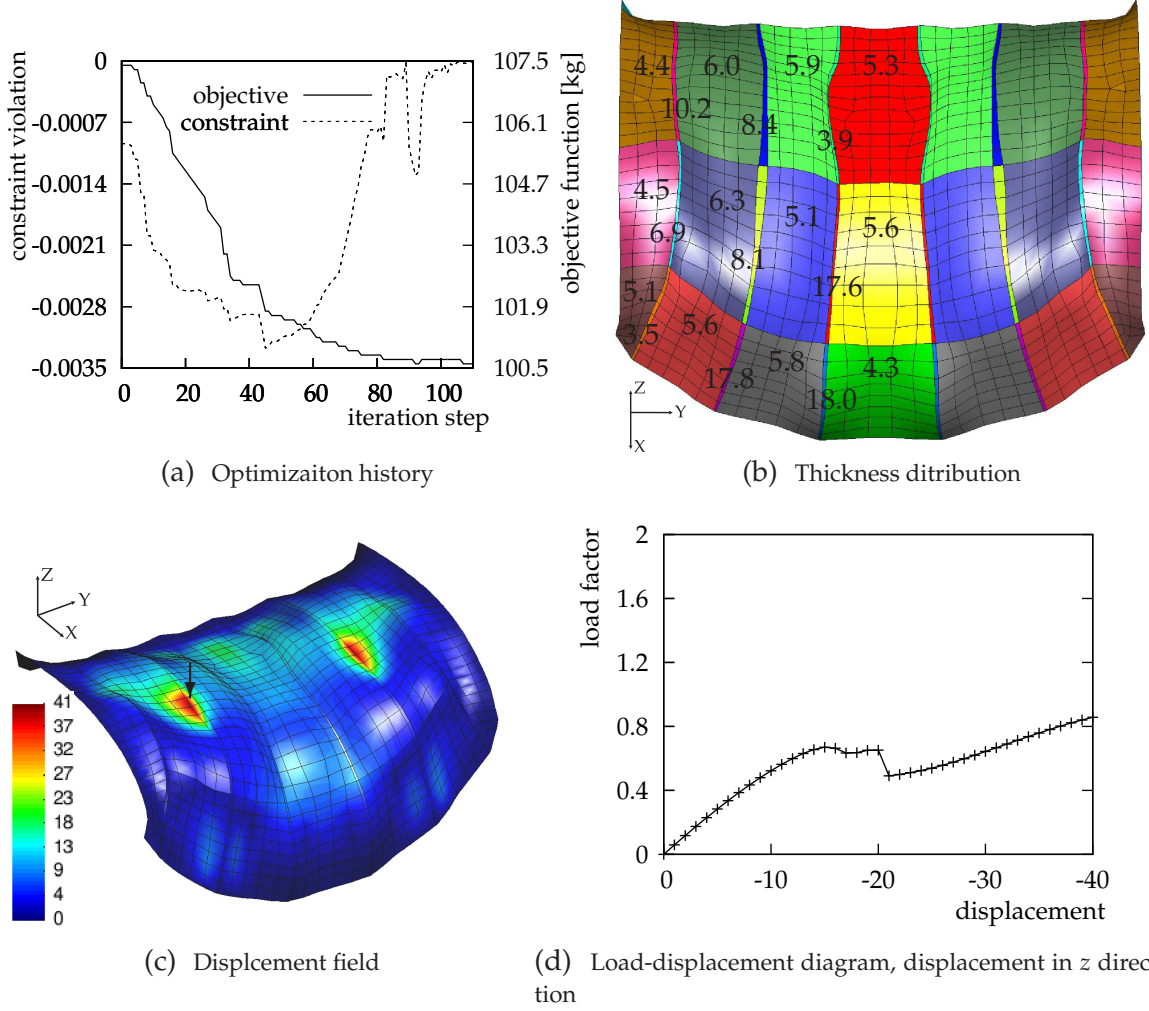 0
-0.0007
-0.0014
-0.0021
-0.0028
-0.0035
constraint violation
objective
constraint
107.5
106.1
104.7
103.3
101.9
100.5
objective function [kg]
0 20 40 60 80 100
iteration step
(a) Optimizaiton history
4.4 6.0 5.9 5.3
10.2 8.4 3.9
4.5 6.3 5.1 5.6
6.9 8.1
5.1 17.6
3.5 5.6 5.8 4.3
17.8 18.0
Z
Y
X
(b) Thickness ditribution
Z
Y
X
41
37
32
27
23
18
13
9
4
0
(c) Displcement field
2
1.6
1.2
0.8
0.4
0
load factor
0 -10 -20 -30 -40
displacement
(d) Load-displacement diagram, displacement in z direc
tion